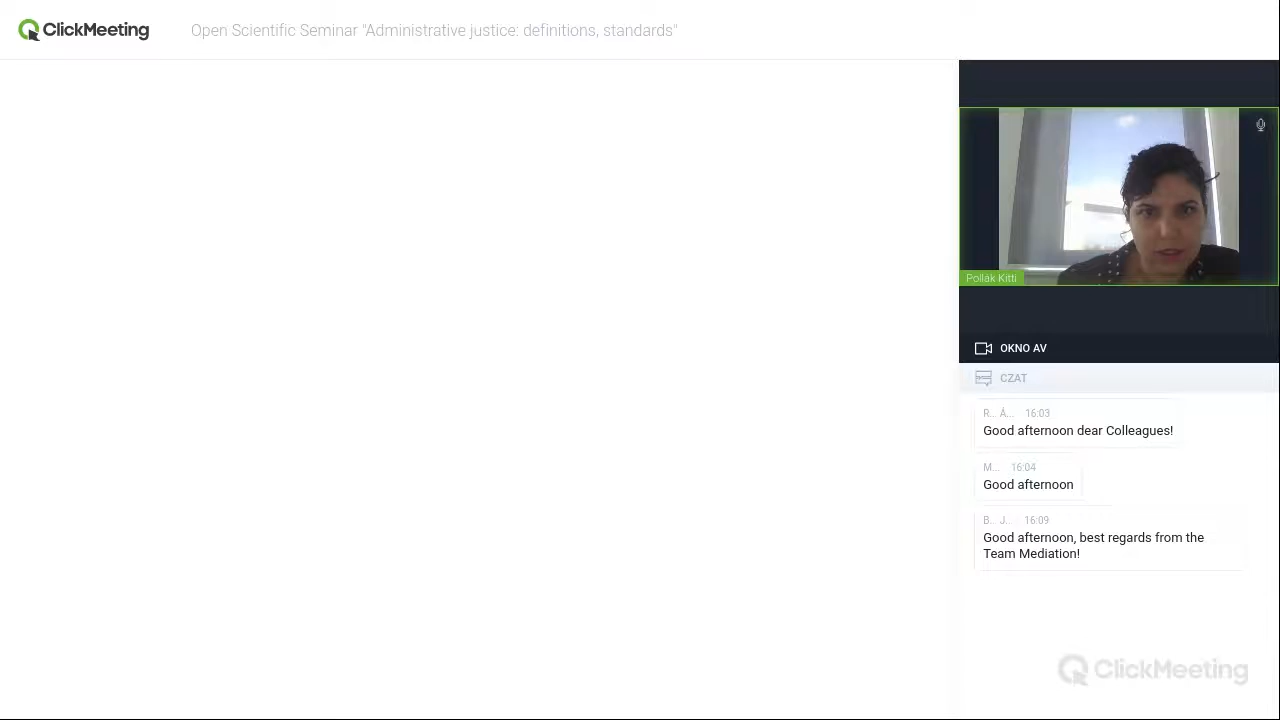 ClickMeeting
Open Scientific Seminar "Administrative justice: definitions, standards"
Pollák Kitti
OKNO AV
CZAT
R... Á... 16:03
Good afternoon dear Colleagues!
M... 16:04
Good afternoon
B... J... 16:09
Good afternoon, best regards from the
Team Mediation!
ClickMeeting